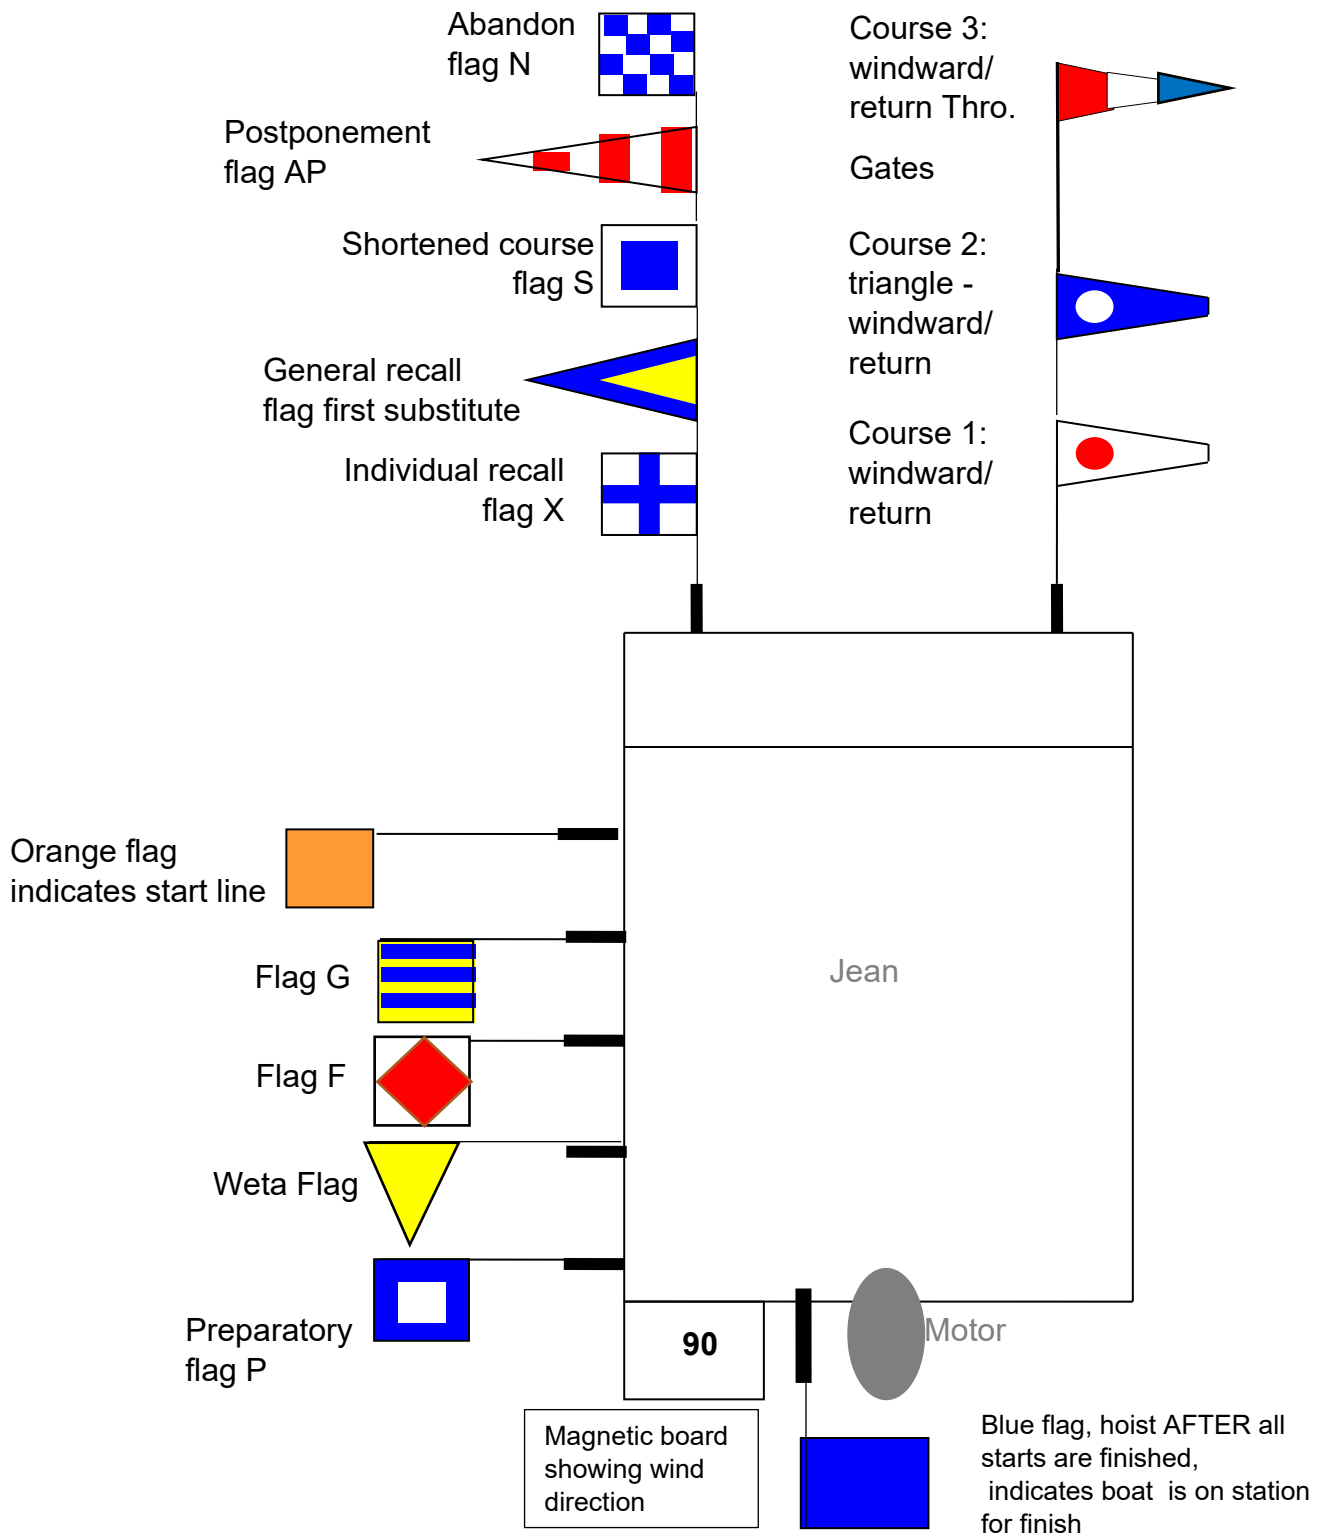 Abandon
flag N
Postponement
flag AP
Shortened course
flag S
General recall
flag first substitute
Individual recall
flag X
Course 3:
windward/
return Thro.
Gates
Course 2:
triangle -
windward/
return
Course 1:
windward/
return
Orange flag
indicates start line
Flag G
Flag F
Weta Flag
Preparatory
flag P
Jean
Motor
90
Magnetic board
showing wind
direction
Blue flag, hoist AFTER all
starts are finished,
indicates boat  is on station
for finish